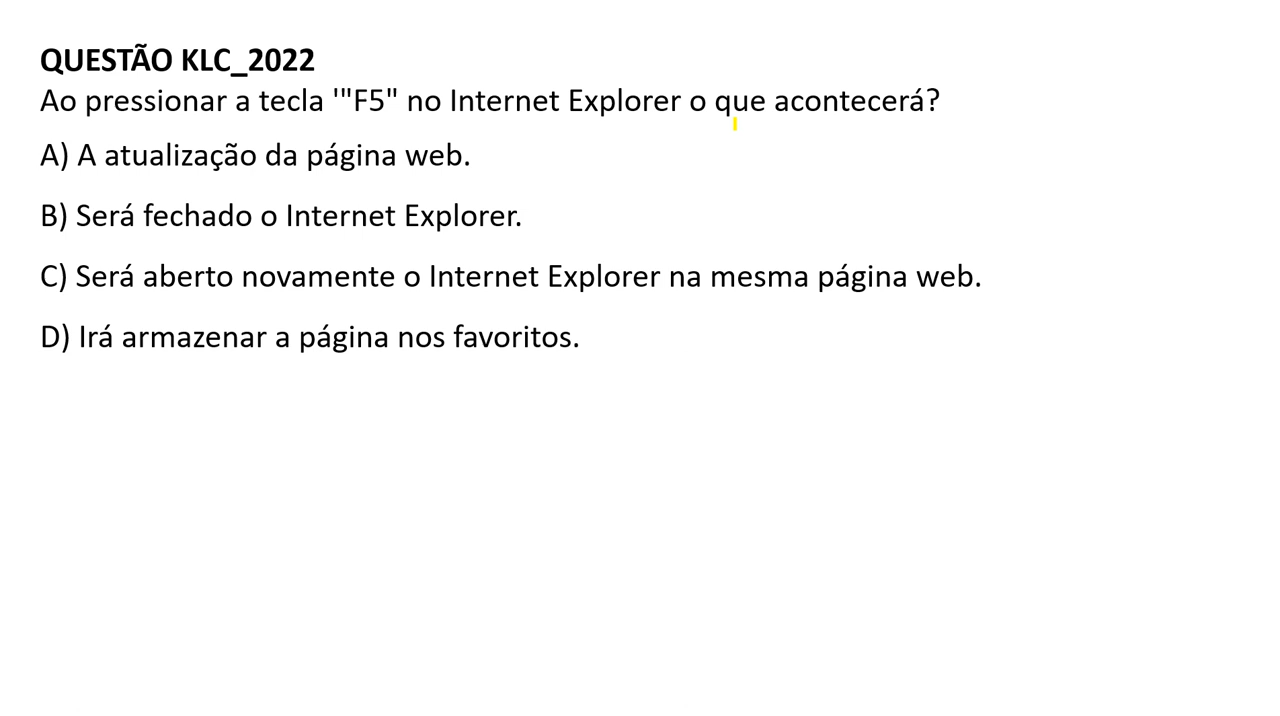 QUESTÃO KLC_2022
Ao pressionar a tecla '"F5" no Internet Explorer o que acontecerá?
A) A atualização da página web.
B) Será fechado o Internet Explorer.
C) Será aberto novamente o Internet Explorer na mesma página web.
D) Irá armazenar a página nos favoritos.